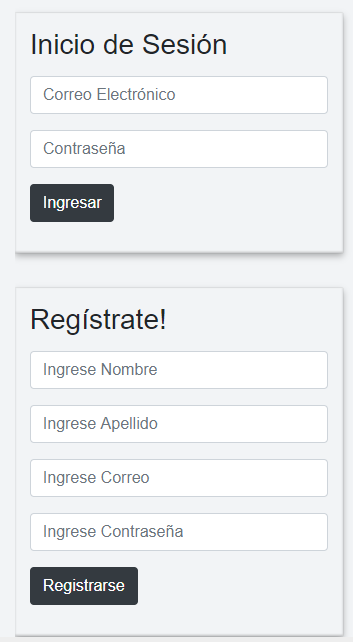 Inicio de Sesión
Correo Electrónico
Contraseña
Ingresar
Regístrate!
Ingrese Nombre
Ingrese Apellido
Ingrese Correo
Ingrese Contraseña
Registrarse